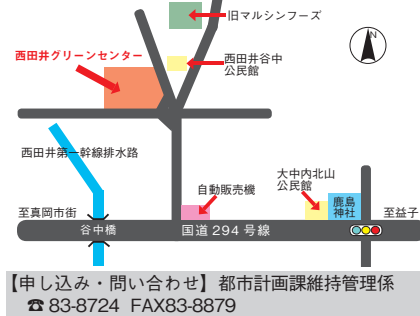 旧マルシンフーズ
N
西田井グリーンセンター
西田井谷中
公民館
西田井第一幹線排水路
自動販売機
大中内北山
公民館
鹿島
神社
至真岡市街
至益子
谷中橋
国道294号線
【申し込み・問い合わせ】都市計画課維持管理係
☎83-8724 FAX83-8879